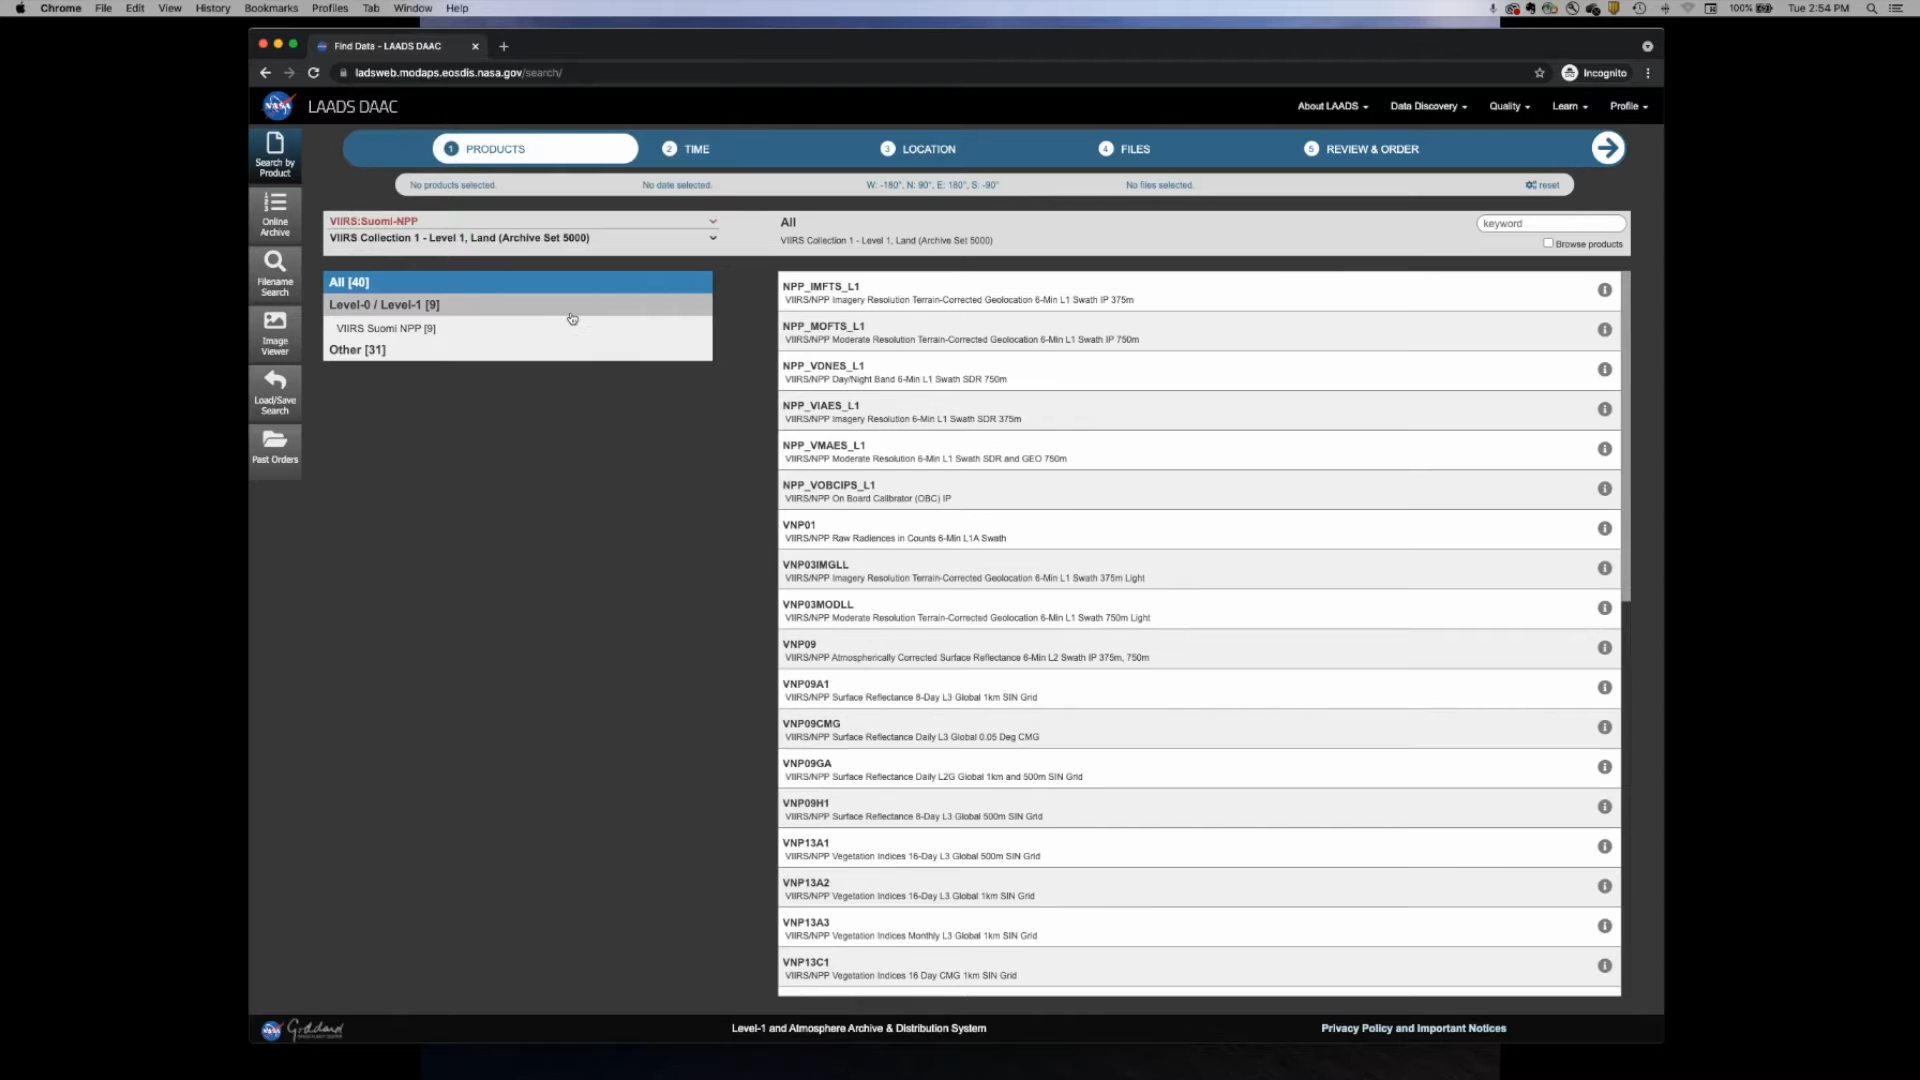 Chrome File Edit View History Bookmarks Profiles Tab Window Help
100% Tue 2:54 PM
Find Data - LAADS DAAC
ladsweb.modaps.eosdis.nasa.gov/search/
Incognito
NASA LAADS DAAC
About LAADS Data Discovery Quality Learn Profile
Search by
Product
Online
Archive
Filename
Search
Image
Viewer
Load/Save
Search
Past Orders
1 PRODUCTS 2 TIME 3 LOCATION 4 FILES 5 REVIEW & ORDER
No products selected. No date selected. W: -180°, N: 90°, E: 180°, S: -90° No files selected. reset
VIIRS:Suomi-NPP
VIIRS Collection 1 - Level 1, Land (Archive Set 5000)
All
VIIRS Collection 1 - Level 1, Land (Archive Set 5000)
keyword
Browse products
All [40]
Level-0 / Level-1 [9]
VIIRS Suomi NPP [9]
Other [31]
NPP_IMFTS_L1
VIIRS/NPP Imagery Resolution Terrain-Corrected Geolocation 6-Min L1 Swath IP 375m
NPP_MOFTS_L1
VIIRS/NPP Moderate Resolution Terrain-Corrected Geolocation 6-Min L1 Swath IP 750m
NPP_VDNES_L1
VIIRS/NPP Day/Night Band 6-Min L1 Swath SDR 750m
NPP_VIAES_L1
VIIRS/NPP Imagery Resolution 6-Min L1 Swath SDR 375m
NPP_VMAES_L1
VIIRS/NPP Moderate Resolution 6-Min L1 Swath SDR and GEO 750m
NPP_VOBCIPS_L1
VIIRS/NPP On Board Calibrator (OBC) IP
VNP01
VIIRS/NPP Raw Radiences in Counts 6-Min L1A Swath
VNP03IMGLL
VIIRS/NPP Imagery Resolution Terrain-Corrected Geolocation 6-Min L1 Swath 375m Light
VNP03MODLL
VIIRS/NPP Moderate Resolution Terrain-Corrected Geolocation 6-Min L1 Swath 750m Light
VNP09
VIIRS/NPP Atmospherically Corrected Surface Reflectance 6-Min L2 Swath IP 375m, 750m
VNP09A1
VIIRS/NPP Surface Reflectance 8-Day L3 Global 1km SIN Grid
VNP09CMG
VIIRS/NPP Surface Reflectance Daily L3 Global 0.05 Deg CMG
VNP09GA
VIIRS/NPP Surface Reflectance Daily L2G Global 1km and 500m SIN Grid
VNP09H1
VIIRS/NPP Surface Reflectance 8-Day L3 Global 500m SIN Grid
VNP13A1
VIIRS/NPP Vegetation Indices 16-Day L3 Global 500m SIN Grid
VNP13A2
VIIRS/NPP Vegetation Indices 16-Day L3 Global 1km SIN Grid
VNP13A3
VIIRS/NPP Vegetation Indices Monthly L3 Global 1km SIN Grid
VNP13C1
VIIRS/NPP Vegetation Indices 16 Day CMG 1km SIN Grid
NASA Goddard
Level-1 and Atmosphere Archive & Distribution System
Privacy Policy and Important Notices